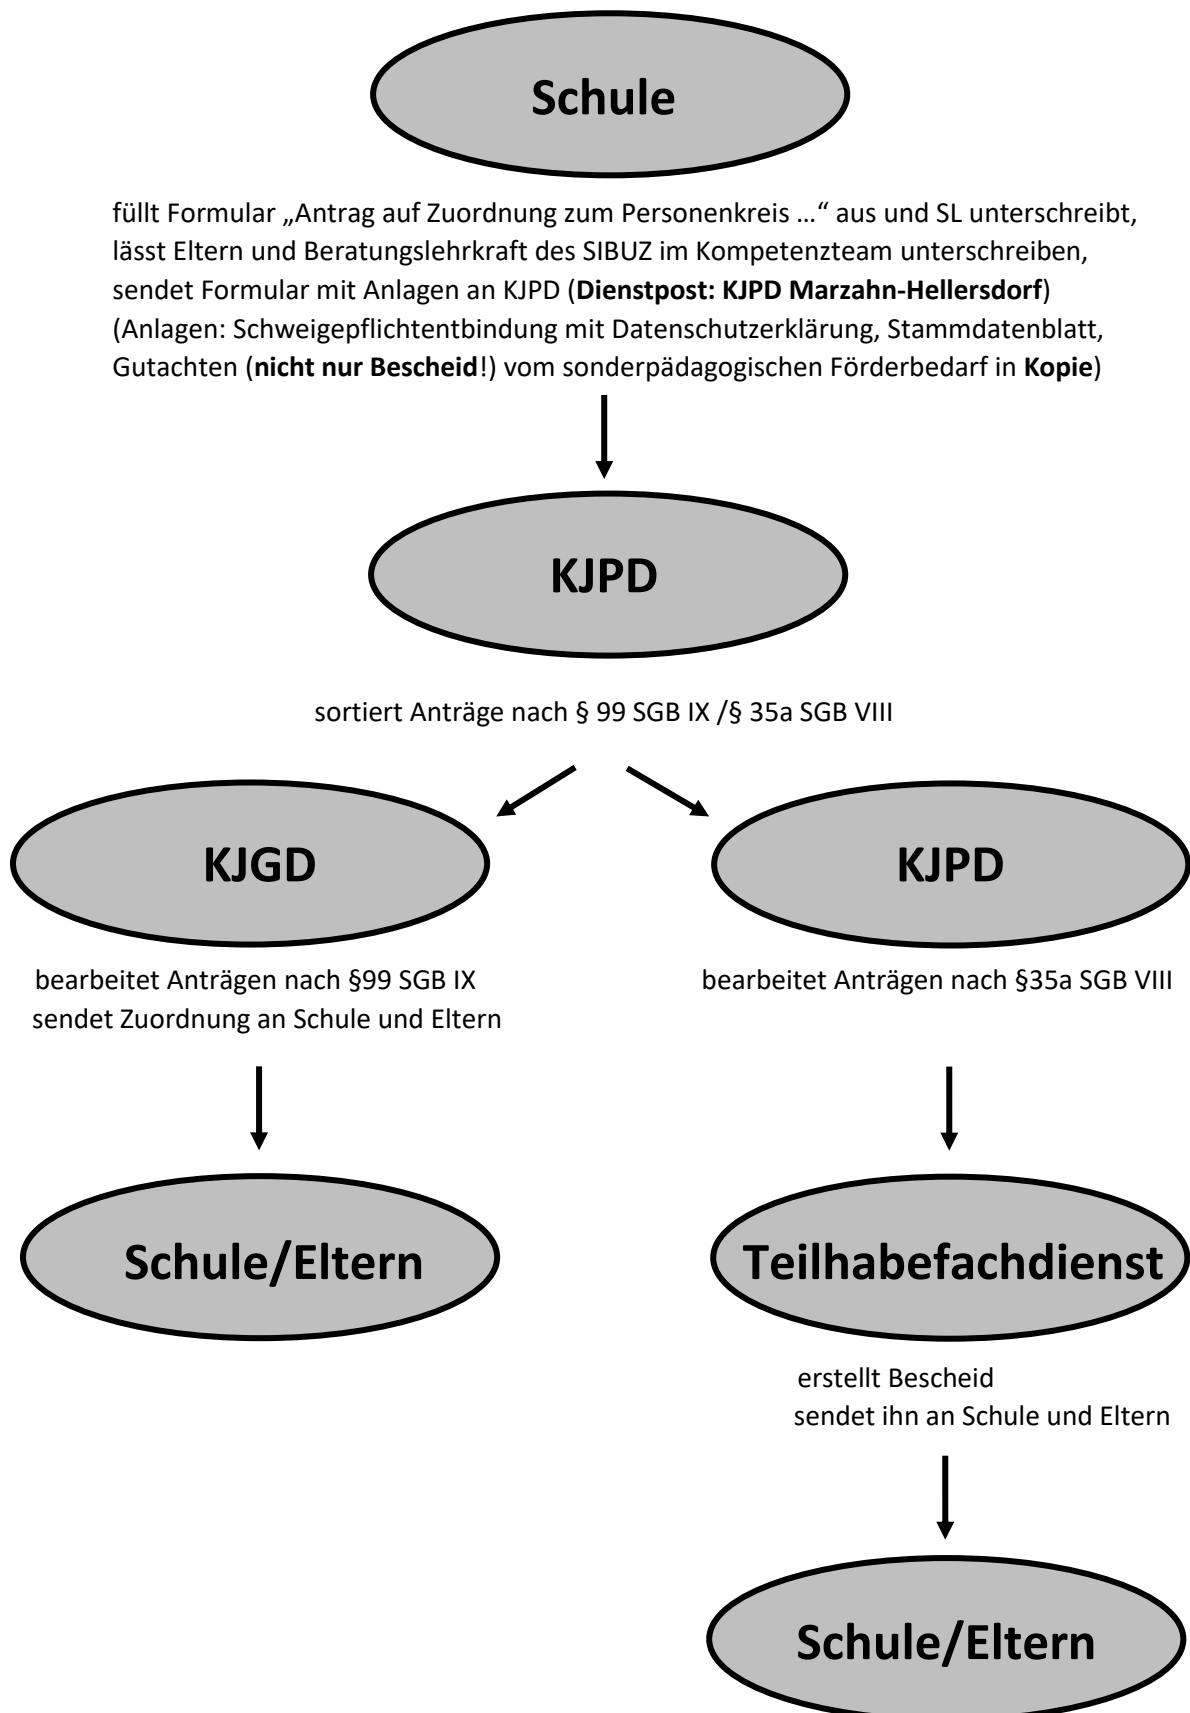 Schule
füllt Formular „Antrag auf Zuordnung zum Personenkreis …“ aus und SL unterschreibt,
lässt Eltern und Beratungslehrkraft des SIBUZ im Kompetenzteam unterschreiben,
sendet Formular mit Anlagen an KJPD (Dienstpost: KJPD Marzahn-Hellersdorf)
(Anlagen: Schweigepflichtentbindung mit Datenschutzerklärung, Stammdatenblatt,
Gutachten (nicht nur Bescheid!) vom sonderpädagogischen Förderbedarf in Kopie)
KJPD
sortiert Anträge nach § 99 SGB IX /§ 35a SGB VIII
KJGD
bearbeitet Anträgen nach §99 SGB IX
sendet Zuordnung an Schule und Eltern
Schule/Eltern
KJPD
bearbeitet Anträgen nach §35a SGB VIII
Teilhabefachdienst
erstellt Bescheid
sendet ihn an Schule und Eltern
Schule/Eltern